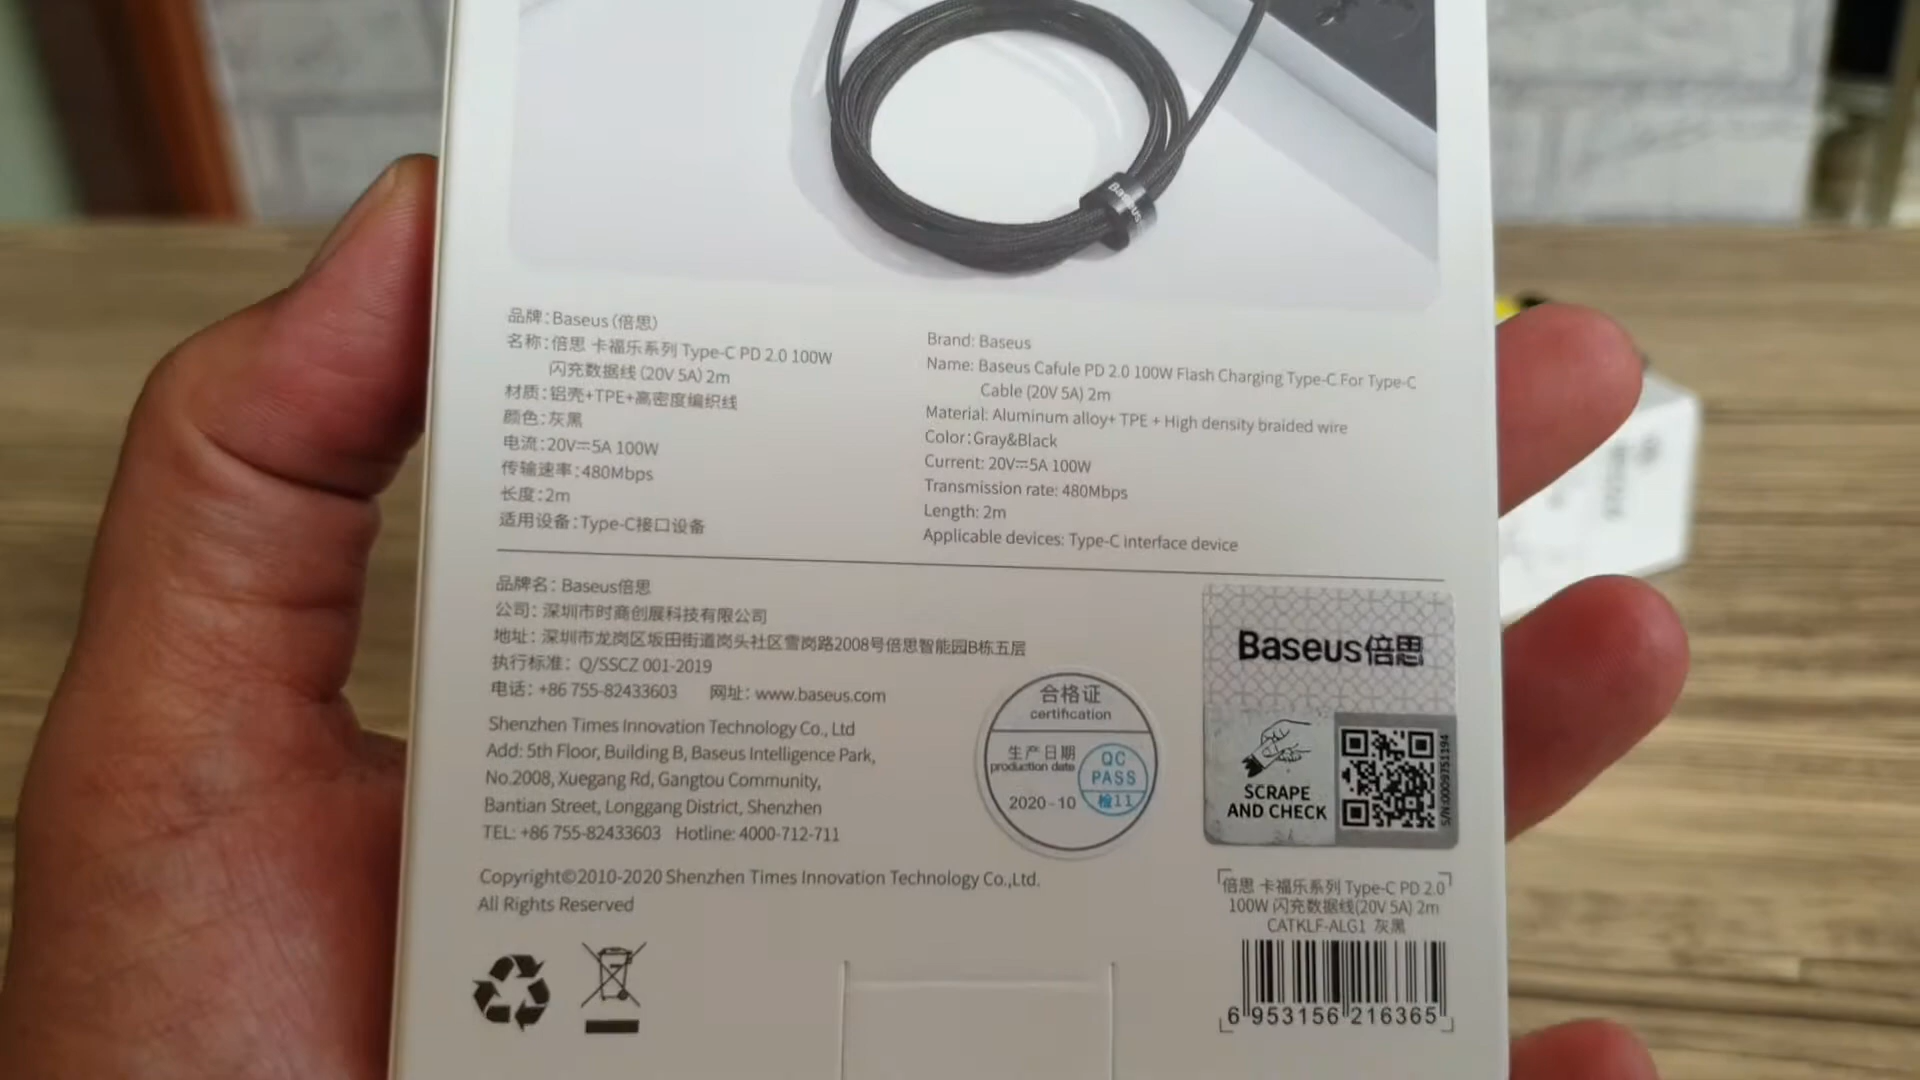 Baseus
品牌:Baseus(倍思)
名称:倍思 卡福乐系列 Type-C PD 2.0 100W
闪充数据线(20V 5A) 2m
材质:铝壳+TPE+高密度编织线
颜色:灰黑
电流:20V⎓5A 100W
传输速率:480Mbps
长度:2m
适用设备:Type-C接口设备
Brand: Baseus
Name: Baseus Cafule PD 2.0 100W Flash Charging Type-C For Type-C
Cable (20V 5A) 2m
Material: Aluminum alloy+ TPE + High density braided wire
Color:Gray&Black
Current: 20V⎓5A 100W
Transmission rate: 480Mbps
Length: 2m
Applicable devices: Type-C interface device
品牌名: Baseus倍思
公司: 深圳市时商创展科技有限公司
地址: 深圳市龙岗区坂田街道岗头社区雪岗路2008号倍思智能园B栋五层
执行标准: Q/SSCZ 001-2019
电话: +86 755-82433603 网址: www.baseus.com
Shenzhen Times Innovation Technology Co., Ltd
Add: 5th Floor, Building B, Baseus Intelligence Park,
No.2008, Xuegang Rd, Gangtou Community,
Bantian Street, Longgang District, Shenzhen
TEL: +86 755-82433603 Hotline: 4000-712-711
Copyright©2010-2020 Shenzhen Times Innovation Technology Co.,Ltd.
All Rights Reserved
合格证
certification
生产日期
production date
2020-10
QC
PASS
检11
Baseus倍思
SCRAPE
AND CHECK
S/N:0009751194
倍思 卡福乐系列 Type-C PD 2.0
100W 闪充数据线(20V 5A) 2m
CATKLF-ALG1 灰黑
6 953156 216365